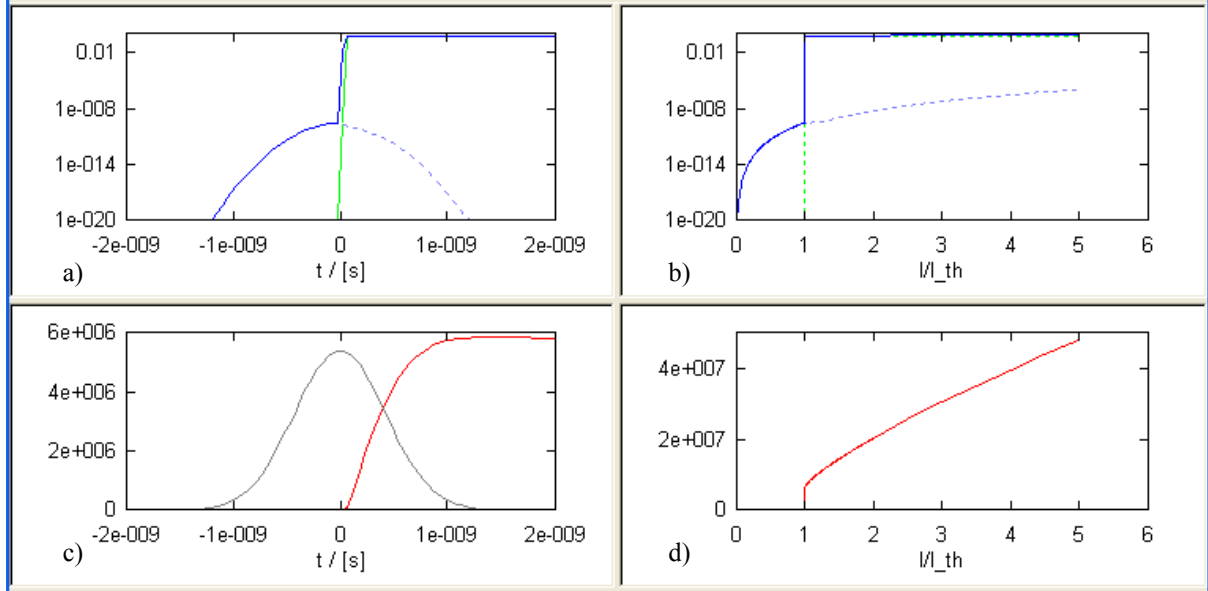 0.01
1e-008
1e-014
1e-020
-2e-009 -1e-009 0 1e-009 2e-009
t / [s]
a)
0.01
1e-008
1e-014
1e-020
0 1 2 3 4 5 6
I/I_th
b)
6e+006
4e+006
2e+006
0
-2e-009 -1e-009 0 1e-009 2e-009
t / [s]
c)
4e+007
2e+007
0
0 1 2 3 4 5 6
I/I_th
d)